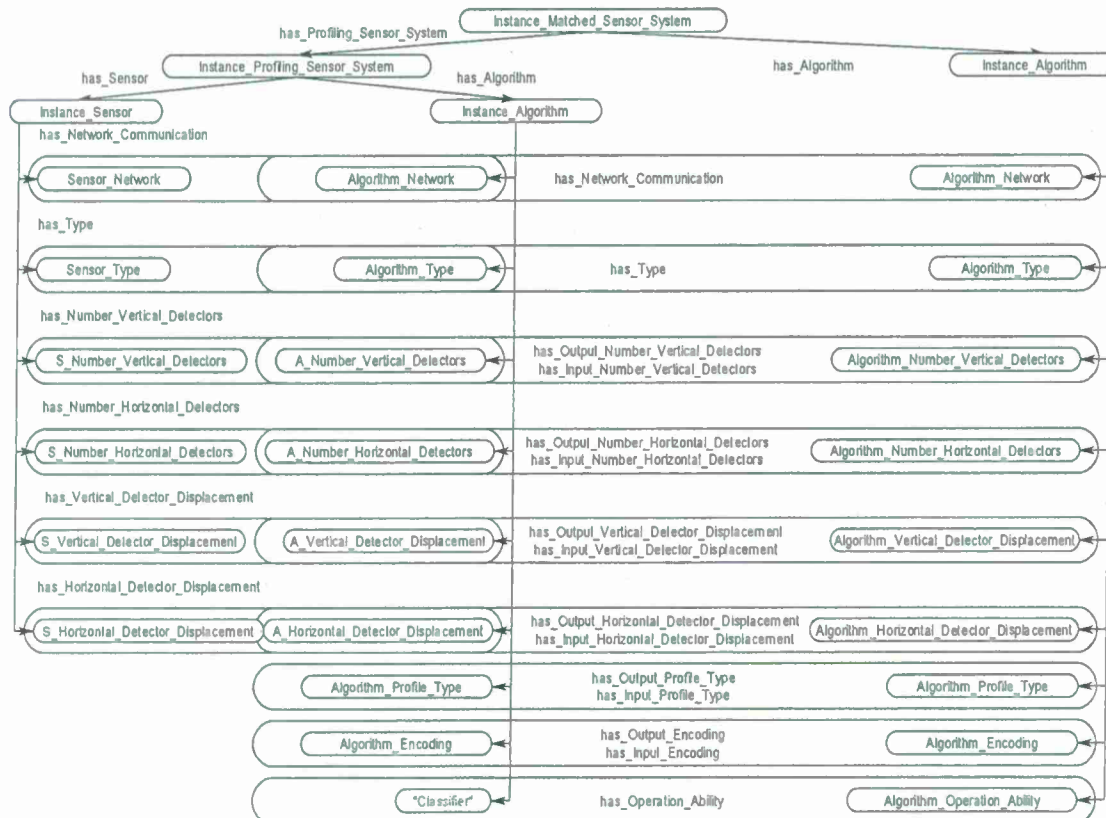 Instance_Matched_Sensor_System
has_Profiling_Sensor_System
Instance_Profiling_Sensor_System
has_Algorithm
Instance_Algorithm
has_Sensor
has_Algorithm
Instance_Sensor
Instance_Algorithm
has_Network_Communication
Sensor_Network
Algorithm_Network
has_Network_Communication
Algorithm_Network
has_Type
Sensor_Type
Algorithm_Type
has_Type
Algorithm_Type
has_Number_Vertical_Detectors
S_Number_Vertical_Detectors
A_Number_Vertical_Detectors
has_Output_Number_Vertical_Detectors
has_Input_Number_Vertical_Detectors
Algorithm_Number_Vertical_Detectors
has_Number_Horizontal_Detectors
S_Number_Horizontal_Detectors
A_Number_Horizontal_Detectors
has_Output_Number_Horizontal_Detectors
has_Input_Number_Horizontal_Detectors
Algorithm_Number_Horizontal_Detectors
has_Vertical_Detector_Displacement
S_Vertical_Detector_Displacement
A_Vertical_Detector_Displacement
has_Output_Vertical_Detector_Displacement
has_Input_Vertical_Detector_Displacement
Algorithm_Vertical_Detector_Displacement
has_Horizontal_Detector_Displacement
S_Horizontal_Detector_Displacement
A_Horizontal_Detector_Displacement
has_Output_Horizontal_Detector_Displacement
has_Input_Horizontal_Detector_Displacement
Algorithm_Horizontal_Detector_Displacement
Algorithm_Profile_Type
has_Output_Profile_Type
has_Input_Profile_Type
Algorithm_Profile_Type
Algorithm_Encoding
has_Output_Encoding
has_Input_Encoding
Algorithm_Encoding
"Classifier"
has_Operation_Ability
Algorithm_Operation_Ability